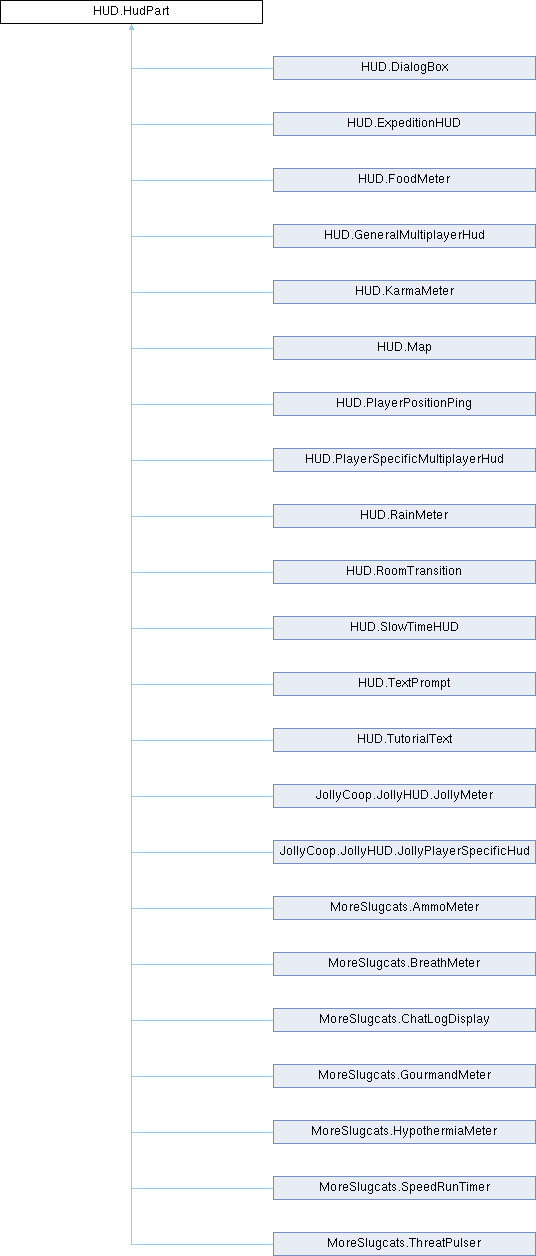 HUD.HudPart
HUD.DialogBox
HUD.ExpeditionHUD
HUD.FoodMeter
HUD.GeneralMultiplayerHud
HUD.KarmaMeter
HUD.Map
HUD.PlayerPositionPing
HUD.PlayerSpecificMultiplayerHud
HUD.RainMeter
HUD.RoomTransition
HUD.SlowTimeHUD
HUD.TextPrompt
HUD.TutorialText
JollyCoop.JollyHUD.JollyMeter
JollyCoop.JollyHUD.JollyPlayerSpecificHud
MoreSlugcats.AmmoMeter
MoreSlugcats.BreathMeter
MoreSlugcats.ChatLogDisplay
MoreSlugcats.GourmandMeter
MoreSlugcats.HypothermiaMeter
MoreSlugcats.SpeedRunTimer
MoreSlugcats.ThreatPulser